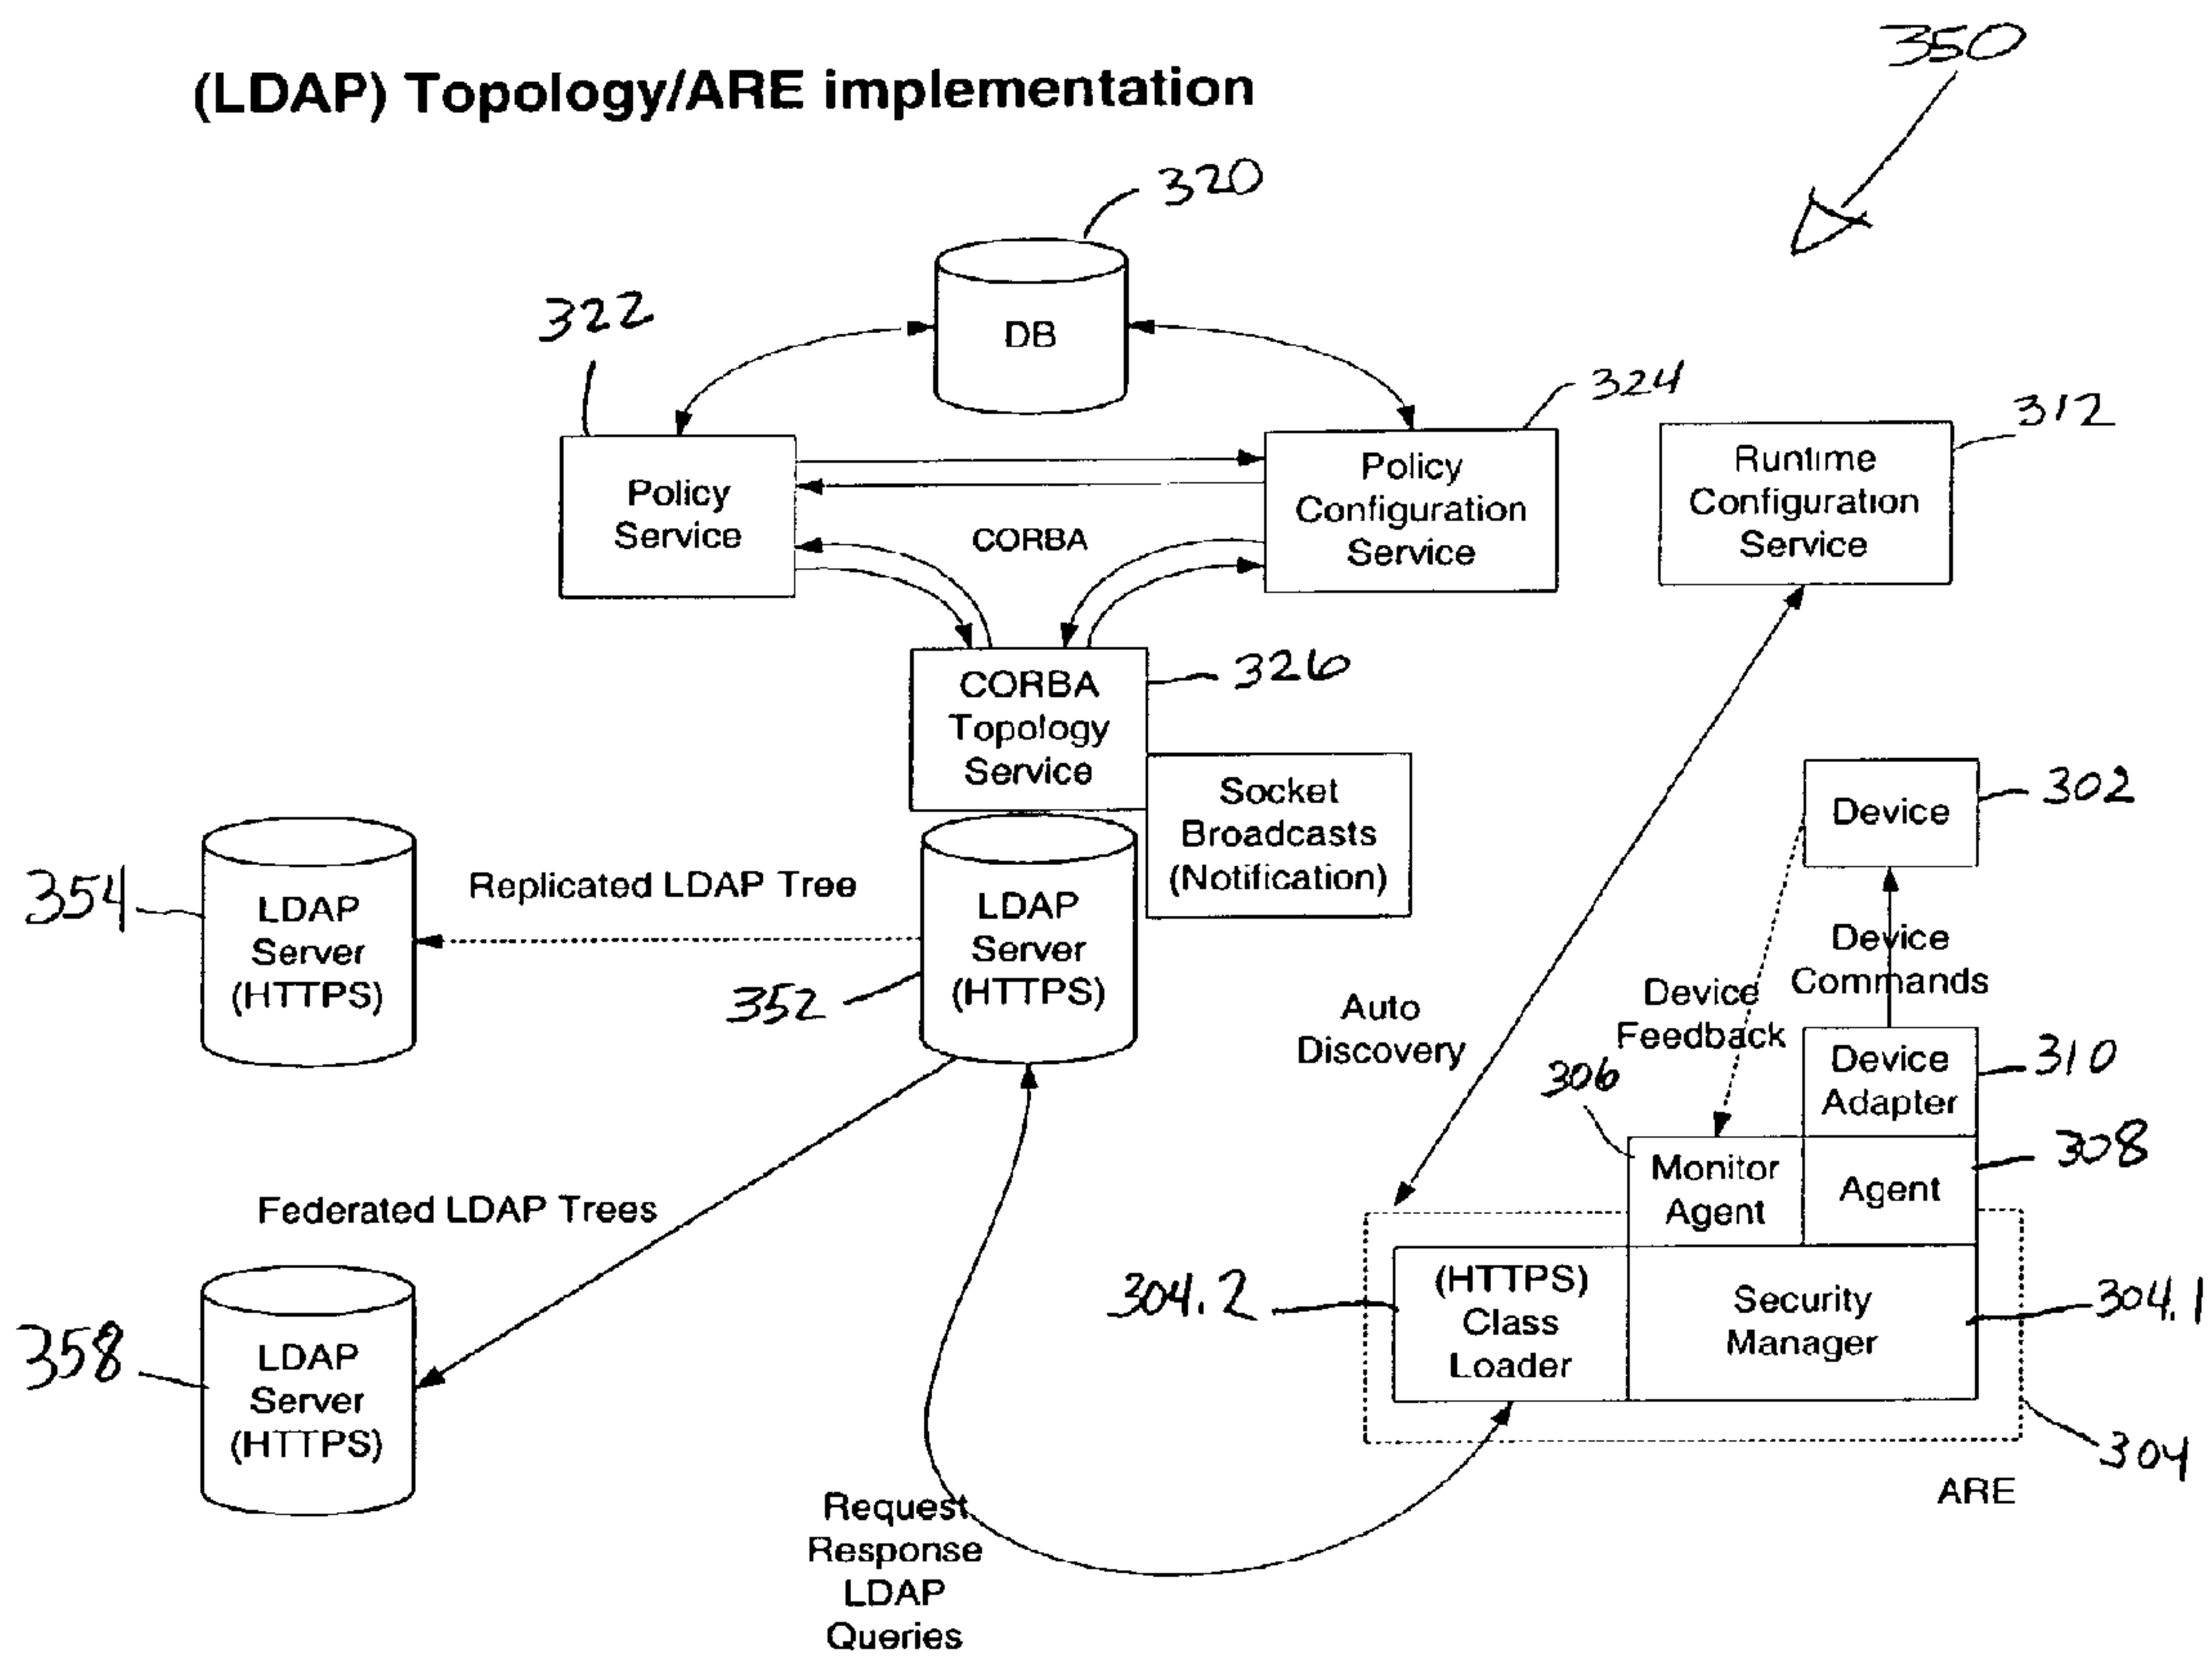 350
(LDAP) Topology/ARE implementation
320
322
DB
324
312
Policy
Service
CORBA
Policy
Configuration
Service
Runtime
Configuration
Service
326
CORBA
Topology
Service
Socket
Broadcasts
(Notification)
302
Device
354
LDAP
Server
(HTTPS)
Replicated LDAP Tree
352
LDAP
Server
(HTTPS)
Auto
Discovery
Device
Feedback
Device
Commands
310
Device
Adapter
306
308
Monitor
Agent
Agent
Federated LDAP Trees
358
LDAP
Server
(HTTPS)
304.2
(HTTPS)
Class
Loader
Security
Manager
304.1
304
ARE
Request
Response
LDAP
Queries